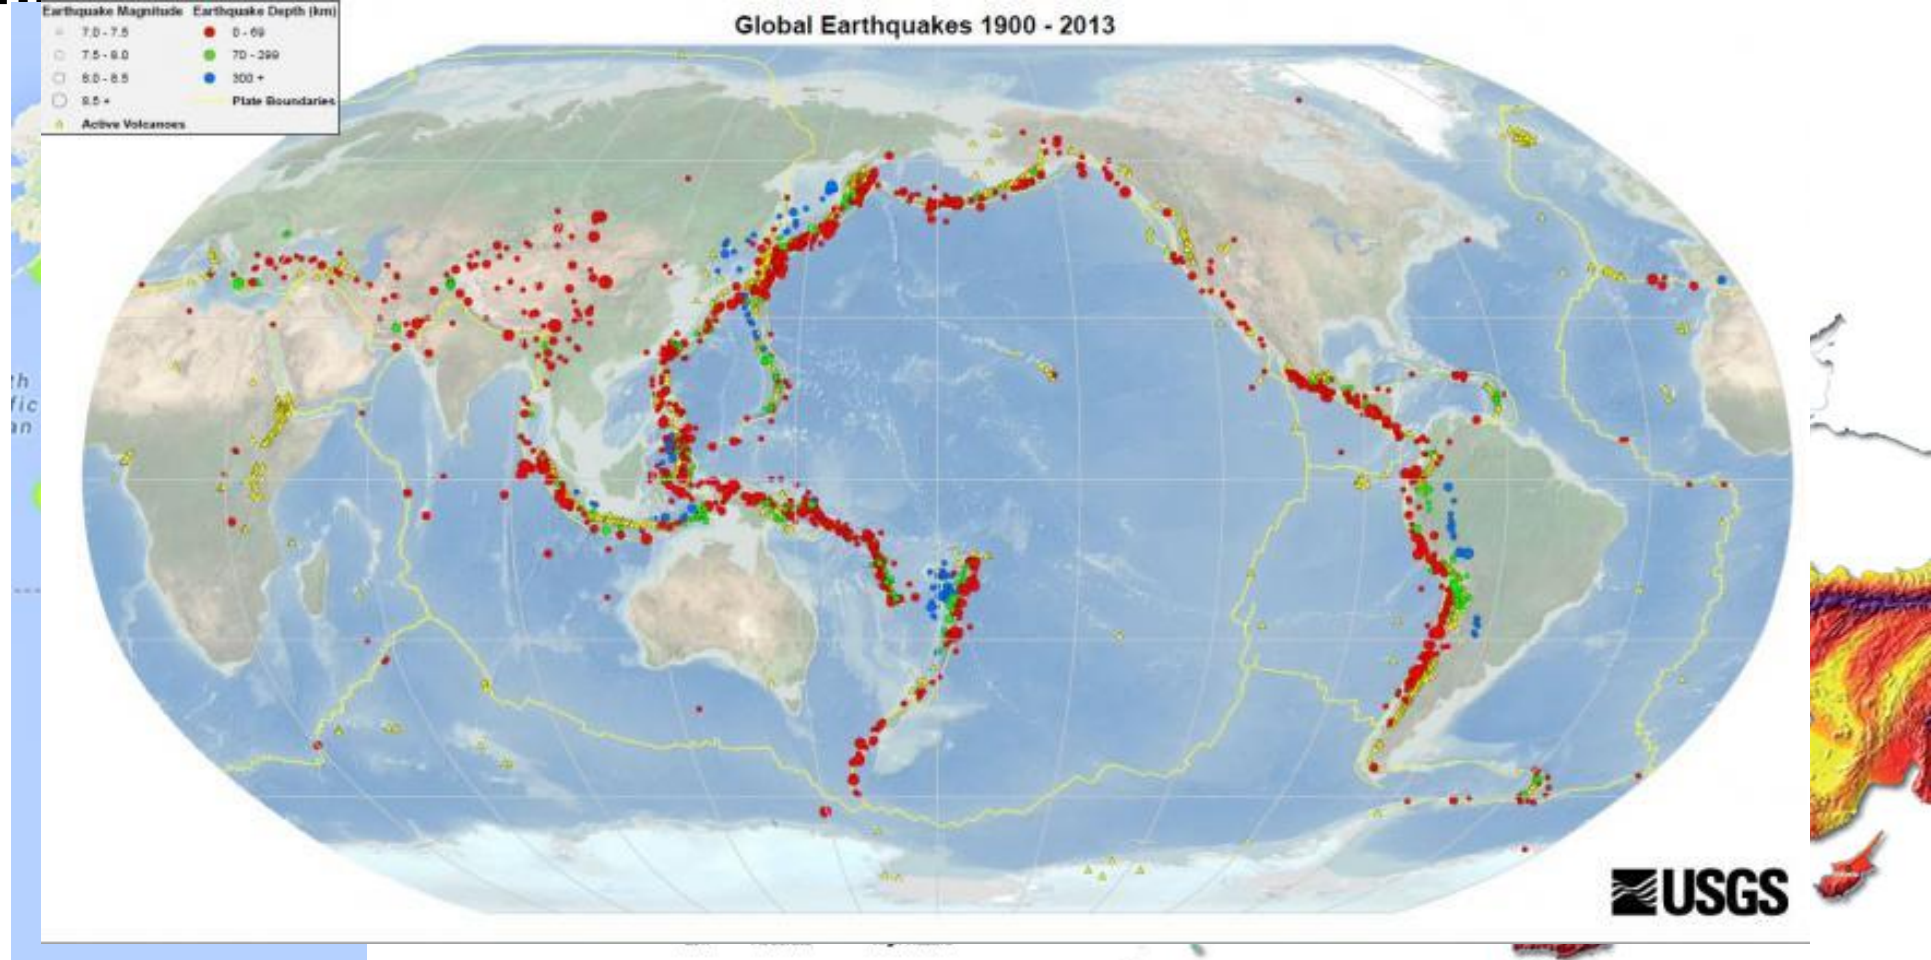 Global Earthquakes 1900 - 2013
Earthquake Magnitude Earthquake Depth (km)
7.0 - 7.5 0 - 69
7.5 - 8.0 70 - 299
8.0 - 8.5 300 +
8.5 + Plate Boundaries
Active Volcanoes
USGS